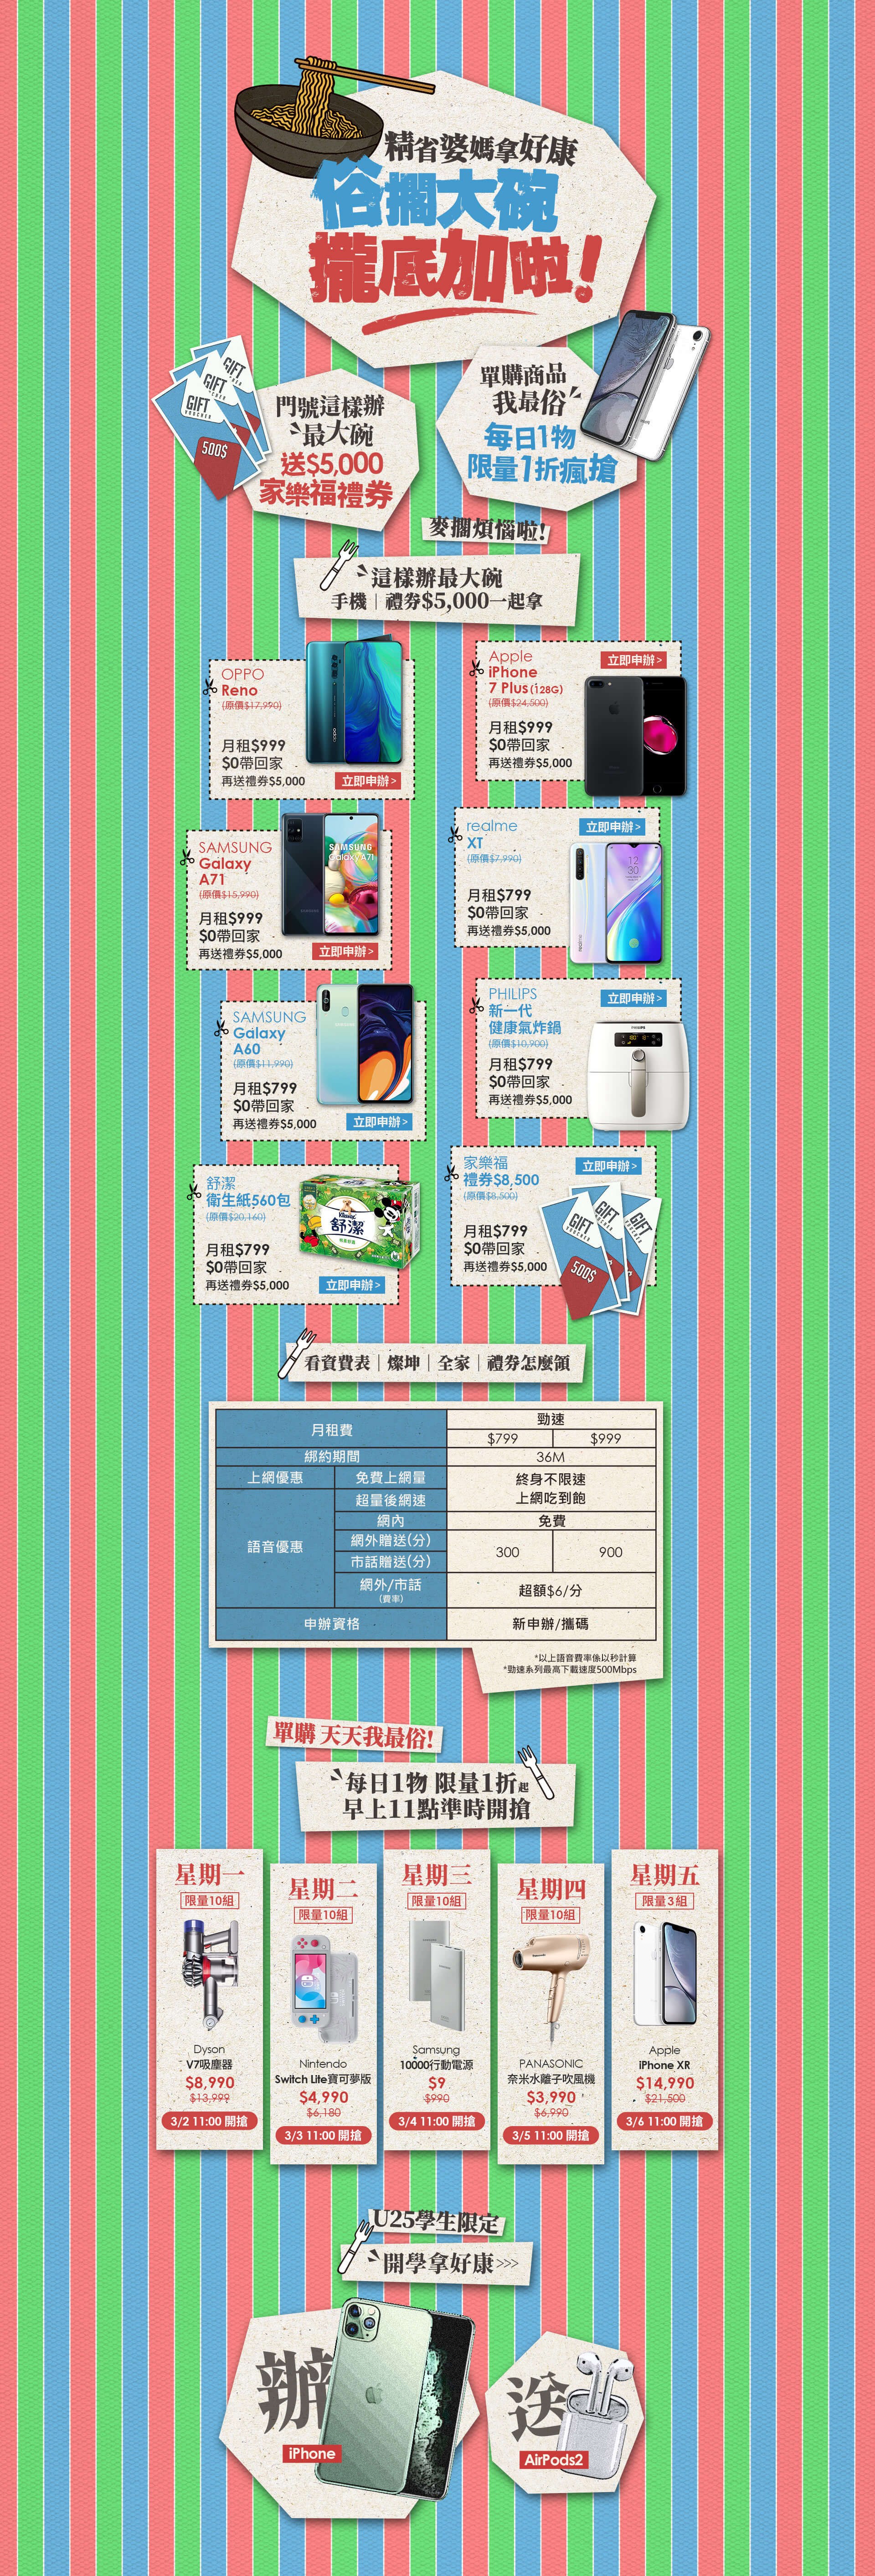 精省婆媽拿好康
俗擱大碗
攏底加啦!
GIFT
VOUCHER
GIFT
GIFT
500$
門號這樣辦
最大碗
送$5,000
家樂福禮券
單購商品
我最俗
每日1物
限量1折瘋搶
麥擱煩惱啦!
這樣辦最大碗
手機｜禮券$5,000一起拿
OPPO
Reno
(原價$17,990)
月租$999
$0帶回家
再送禮券$5,000
立即申辦>
Apple
iPhone
7 Plus(128G)
(原價$24,500)
月租$999
$0帶回家
再送禮券$5,000
立即申辦>
SAMSUNG
Galaxy
A71
(原價$15,990)
月租$999
$0帶回家
再送禮券$5,000
SAMSUNG
Galaxy A71
立即申辦>
realme
XT
(原價$7,990)
月租$799
$0帶回家
再送禮券$5,000
立即申辦>
12
30
realme
SAMSUNG
Galaxy
A60
(原價$11,990)
月租$799
$0帶回家
再送禮券$5,000
立即申辦>
PHILIPS
新一代
健康氣炸鍋
(原價$10,900)
月租$799
$0帶回家
再送禮券$5,000
立即申辦>
PHILIPS
舒潔
衛生紙560包
(原價$20,160)
月租$799
$0帶回家
再送禮券$5,000
Kleenex
舒潔
立即申辦>
家樂福
禮券$8,500
(原價$8,500)
月租$799
$0帶回家
再送禮券$5,000
立即申辦>
GIFT
GIFT
GIFT
500$
看資費表｜燦坤｜全家｜禮券怎麼領
月租費 勁速
$799 $999
綁約期間 36M
上網優惠 免費上網量 終身不限速
超量後網速 上網吃到飽
語音優惠 網內 免費
網外贈送(分) 300 900
市話贈送(分)
網外/市話 超額$6/分
(費率)
申辦資格 新申辦/攜碼
*以上語音費率係以秒計算
*勁速系列最高下載速度500Mbps
單購 天天我最俗!
每日1物 限量1折起
早上11點準時開搶
星期一
限量10組
Dyson
V7吸塵器
$8,990
$13,999
3/2 11:00 開搶
星期二
限量10組
Nintendo
Switch Lite寶可夢版
$4,990
$6,180
3/3 11:00 開搶
星期三
限量10組
Samsung
10000行動電源
$9
$990
3/4 11:00 開搶
星期四
限量10組
PANASONIC
奈米水離子吹風機
$3,990
$6,990
3/5 11:00 開搶
星期五
限量3組
Apple
iPhone XR
$14,990
$21,500
3/6 11:00 開搶
U25學生限定
開學拿好康>>>
辦
iPhone
送
AirPods2